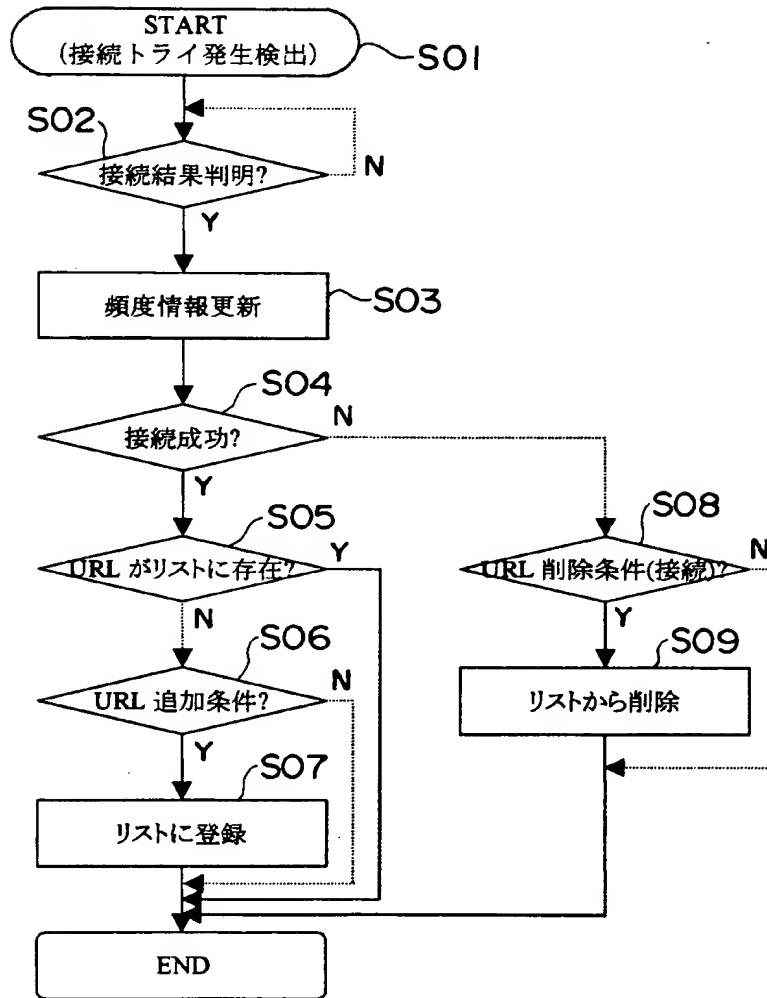 START
(接続トライ発生検出)
S01
S02
接続結果判明?
N
Y
頻度情報更新
S03
S04
接続成功?
N
Y
S05
URL がリストに存在?
Y
N
S08
URL 削除条件(接続)?
N
Y
S06
URL 追加条件?
N
Y
S09
リストから削除
S07
リストに登録
END